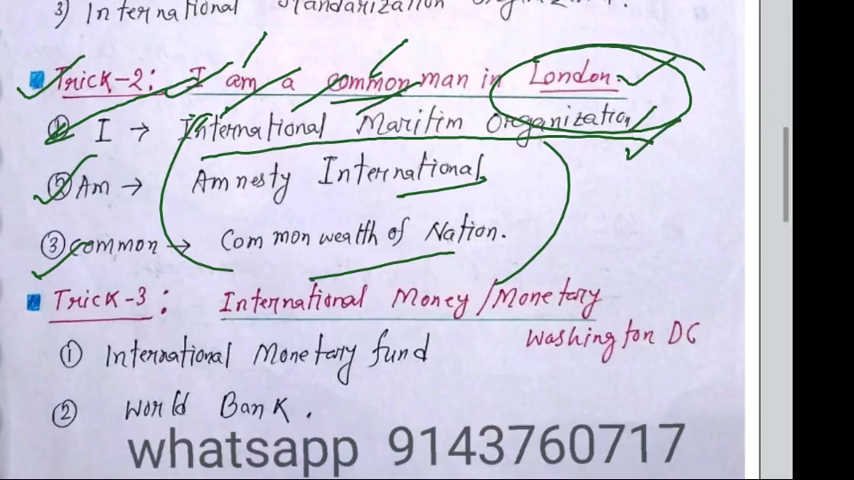 3) International Standarization
Trick-2: I am a common man in London.
① I → International Maritim Organization
② Am → Amnesty International
③ common → Common wealth of Nation.
Trick-3: International Money/Monetary
Washington DC
① International Monetary fund
② World Bank.
whatsapp 9143760717